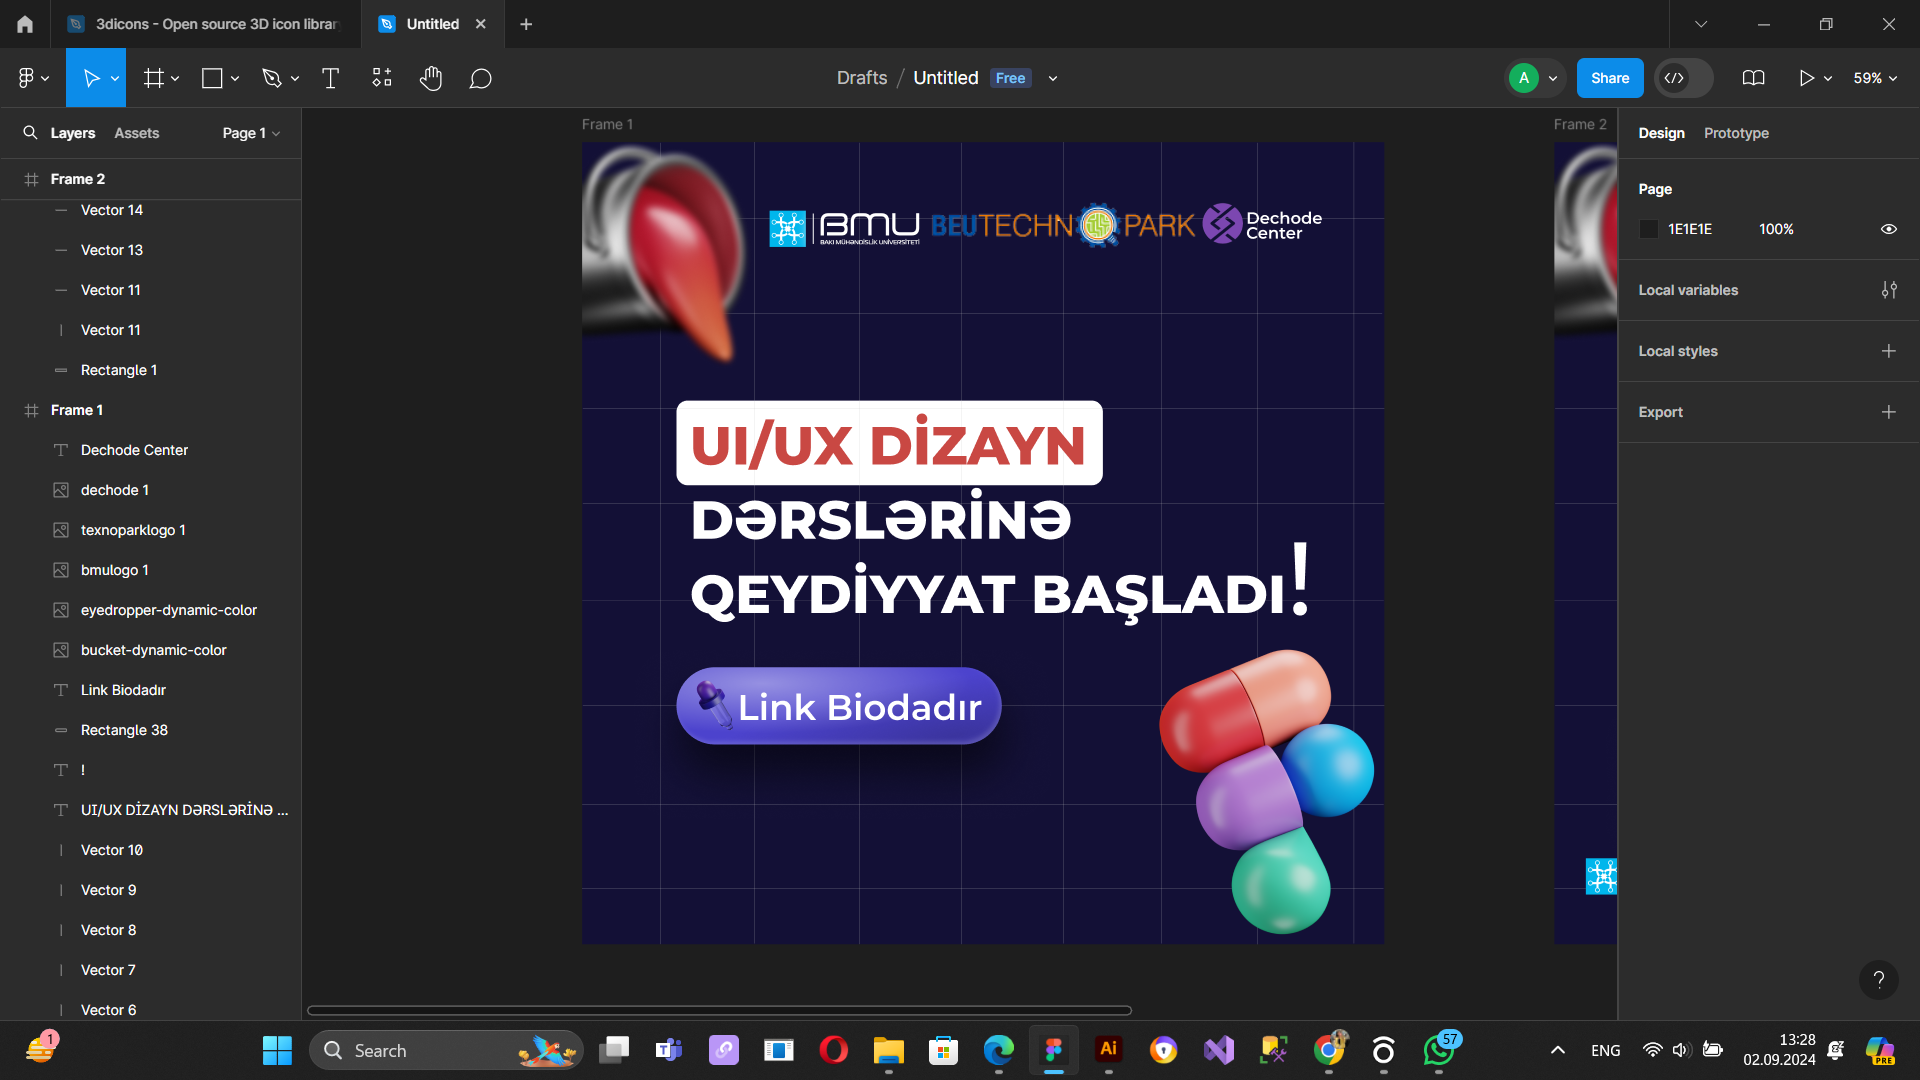 3dicons - Open source 3D icon librar
Untitled
Drafts / Untitled Free
A
Share
59%
Layers Assets Page 1
Frame 2
Vector 14
Vector 13
Vector 11
Vector 11
Rectangle 1
Frame 1
Dechode Center
dechode 1
texnoparklogo 1
bmulogo 1
eyedropper-dynamic-color
bucket-dynamic-color
Link Biodadır
Rectangle 38
!
UI/UX DİZAYN DƏRSLƏRİNƏ ...
Vector 10
Vector 9
Vector 8
Vector 7
Vector 6
Frame 1
BMU
BAKI MÜHƏNDİSLİK UNİVERSİTETİ
BEUTECHNOPARK
Dechode
Center
UI/UX DİZAYN
DƏRSLƏRİNƏ
QEYDİYYAT BAŞLADI!
Link Biodadır
Frame 2
Design Prototype
Page
1E1E1E 100%
Local variables
Local styles
Export
?
1
Search
Ai
57
ENG
13:28
02.09.2024
PRE